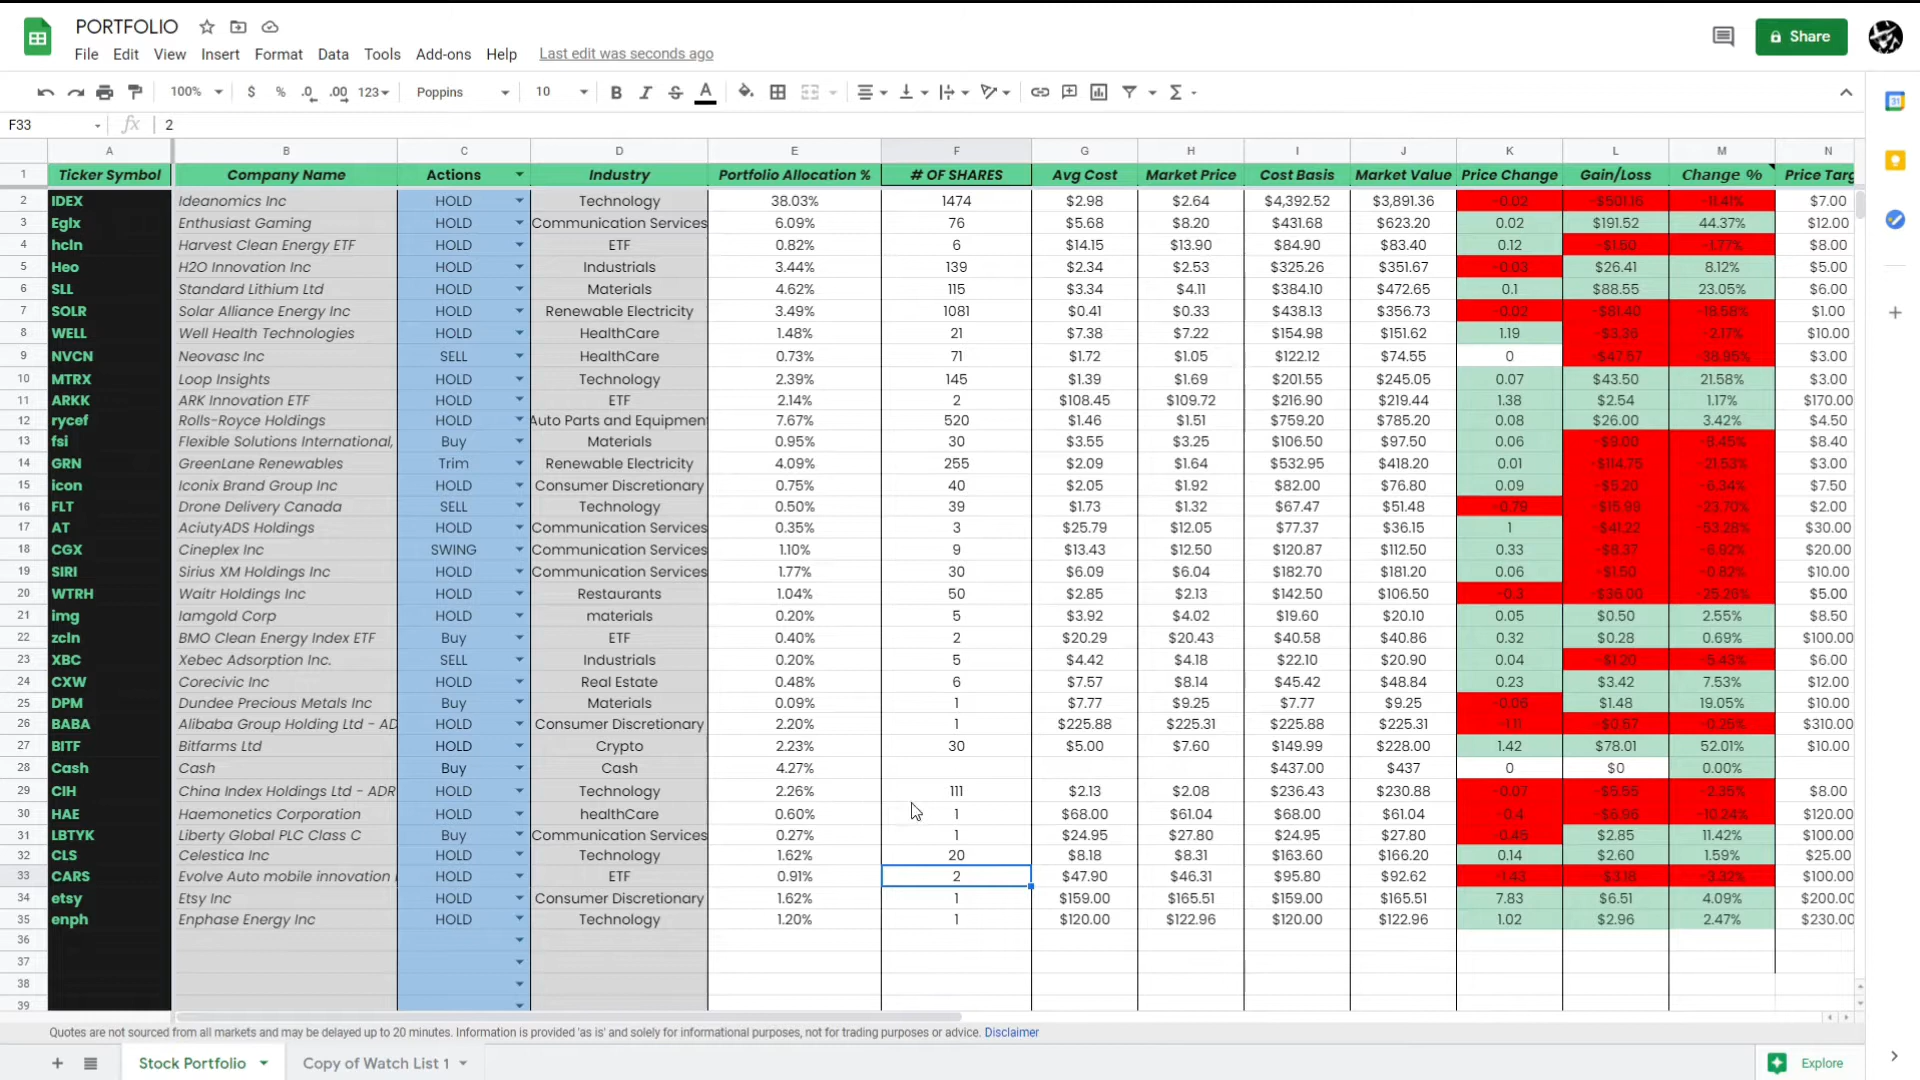 PORTFOLIO
File Edit View Insert Format Data Tools Add-ons Help Last edit was seconds ago
Share
100% $ % .0 .00 123 Poppins 10 B I S A
F33 fx 2
A B C D E F G H I J K L M N
1 Ticker Symbol Company Name Actions Industry Portfolio Allocation % # OF SHARES Avg Cost Market Price Cost Basis Market Value Price Change Gain/Loss Change % Price Targ
2 IDEX Ideanomics Inc HOLD Technology 38.03% 1474 $2.98 $2.64 $4,392.52 $3,891.36 -0.02 -$501.16 -11.41% $7.00
3 Eglx Enthusiast Gaming HOLD Communication Services 6.09% 76 $5.68 $8.20 $431.68 $623.20 0.02 $191.52 44.37% $12.00
4 hcln Harvest Clean Energy ETF HOLD ETF 0.82% 6 $14.15 $13.90 $84.90 $83.40 0.12 -$1.50 -1.77% $8.00
5 Heo H2O Innovation Inc HOLD Industrials 3.44% 139 $2.34 $2.53 $325.26 $351.67 -0.03 $26.41 8.12% $5.00
6 SLL Standard Lithium Ltd HOLD Materials 4.62% 115 $3.34 $4.11 $384.10 $472.65 0.1 $88.55 23.05% $6.00
7 SOLR Solar Alliance Energy Inc HOLD Renewable Electricity 3.49% 1081 $0.41 $0.33 $438.13 $356.73 -0.02 -$81.40 -18.58% $1.00
8 WELL Well Health Technologies HOLD HealthCare 1.48% 21 $7.38 $7.22 $154.98 $151.62 1.19 -$3.36 -2.17% $10.00
9 NVCN Neovasc Inc SELL HealthCare 0.73% 71 $1.72 $1.05 $122.12 $74.55 0 -$47.57 -38.95% $3.00
10 MTRX Loop Insights HOLD Technology 2.39% 145 $1.39 $1.69 $201.55 $245.05 0.07 $43.50 21.58% $3.00
11 ARKK ARK Innovation ETF HOLD ETF 2.14% 2 $108.45 $109.72 $216.90 $219.44 1.38 $2.54 1.17% $170.00
12 rycef Rolls-Royce Holdings HOLD Auto Parts and Equipmen 7.67% 520 $1.46 $1.51 $759.20 $785.20 0.08 $26.00 3.42% $4.50
13 fsi Flexible Solutions International, Buy Materials 0.95% 30 $3.55 $3.25 $106.50 $97.50 0.06 -$9.00 -8.45% $8.40
14 GRN GreenLane Renewables Trim Renewable Electricity 4.09% 255 $2.09 $1.64 $532.95 $418.20 0.01 -$114.75 -21.53% $3.00
15 icon Iconix Brand Group Inc HOLD Consumer Discretionary 0.75% 40 $2.05 $1.92 $82.00 $76.80 0.09 -$5.20 -6.34% $7.50
16 FLT Drone Delivery Canada SELL Technology 0.50% 39 $1.73 $1.32 $67.47 $51.48 -0.79 -$15.99 -23.70% $2.00
17 AT AciutyADS Holdings HOLD Communication Services 0.35% 3 $25.79 $12.05 $77.37 $36.15 1 -$41.22 -53.28% $30.00
18 CGX Cineplex Inc SWING Communication Services 1.10% 9 $13.43 $12.50 $120.87 $112.50 0.33 -$8.37 -6.92% $20.00
19 SIRI Sirius XM Holdings Inc HOLD Communication Services 1.77% 30 $6.09 $6.04 $182.70 $181.20 0.06 -$1.50 -0.82% $10.00
20 WTRH Waitr Holdings Inc HOLD Restaurants 1.04% 50 $2.85 $2.13 $142.50 $106.50 -0.3 -$36.00 -25.26% $5.00
21 img Iamgold Corp HOLD materials 0.20% 5 $3.92 $4.02 $19.60 $20.10 0.05 $0.50 2.55% $8.50
22 zcln BMO Clean Energy Index ETF Buy ETF 0.40% 2 $20.29 $20.43 $40.58 $40.86 0.32 $0.28 0.69% $100.00
23 XBC Xebec Adsorption Inc. SELL Industrials 0.20% 5 $4.42 $4.18 $22.10 $20.90 0.04 -$1.20 -5.43% $6.00
24 CXW Corecivic Inc HOLD Real Estate 0.48% 6 $7.57 $8.14 $45.42 $48.84 0.23 $3.42 7.53% $12.00
25 DPM Dundee Precious Metals Inc Buy Materials 0.09% 1 $7.77 $9.25 $7.77 $9.25 -0.06 $1.48 19.05% $10.00
26 BABA Alibaba Group Holding Ltd - AD HOLD Consumer Discretionary 2.20% 1 $225.88 $225.31 $225.88 $225.31 -1.11 -$0.57 -0.25% $310.00
27 BITF Bitfarms Ltd HOLD Crypto 2.23% 30 $5.00 $7.60 $149.99 $228.00 1.42 $78.01 52.01% $10.00
28 Cash Cash Buy Cash 4.27% $437.00 $437 0 $0 0.00%
29 CIH China Index Holdings Ltd - ADR HOLD Technology 2.26% 111 $2.13 $2.08 $236.43 $230.88 -0.07 -$5.55 -2.35% $8.00
30 HAE Haemonetics Corporation HOLD healthCare 0.60% 1 $68.00 $61.04 $68.00 $61.04 -0.4 -$6.96 -10.24% $120.00
31 LBTYK Liberty Global PLC Class C Buy Communication Services 0.27% 1 $24.95 $27.80 $24.95 $27.80 -0.45 $2.85 11.42% $100.00
32 CLS Celestica Inc HOLD Technology 1.62% 20 $8.18 $8.31 $163.60 $166.20 0.14 $2.60 1.59% $25.00
33 CARS Evolve Auto mobile innovation HOLD ETF 0.91% 2 $47.90 $46.31 $95.80 $92.62 -1.43 -$3.18 -3.32% $100.00
34 etsy Etsy Inc HOLD Consumer Discretionary 1.62% 1 $159.00 $165.51 $159.00 $165.51 7.83 $6.51 4.09% $200.00
35 enph Enphase Energy Inc HOLD Technology 1.20% 1 $120.00 $122.96 $120.00 $122.96 1.02 $2.96 2.47% $230.00
36
37
38
39
Quotes are not sourced from all markets and may be delayed up to 20 minutes. Information is provided 'as is' and solely for informational purposes, not for trading purposes or advice. Disclaimer
Stock Portfolio Copy of Watch List 1 Explore